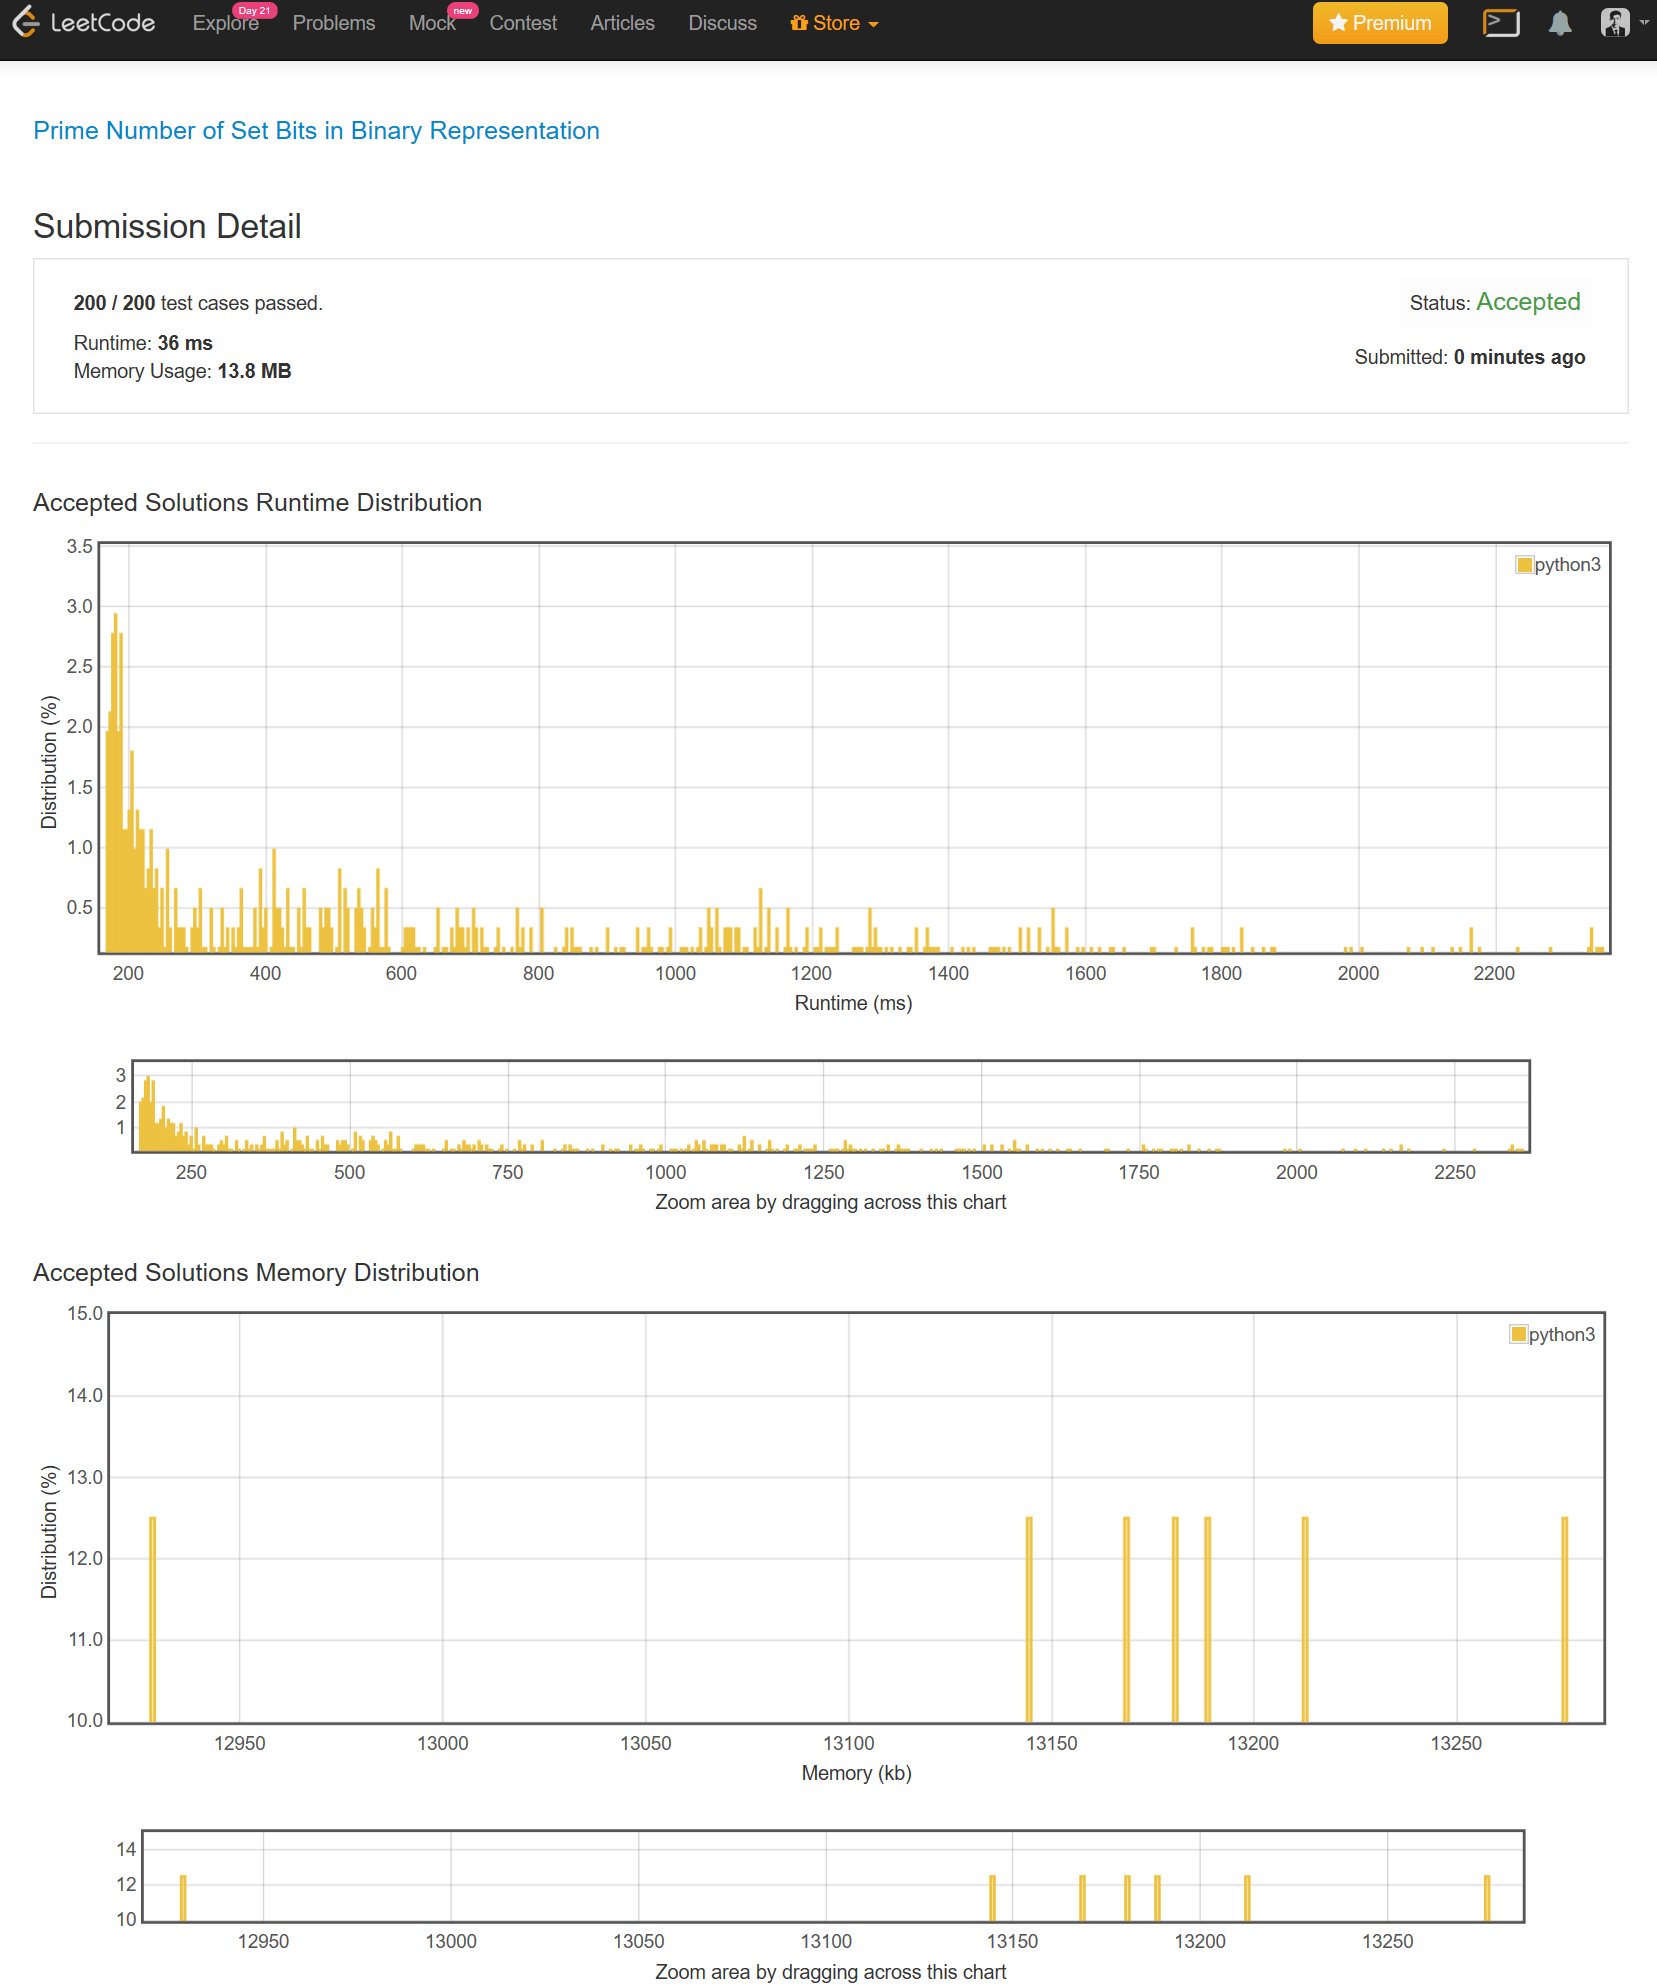 LeetCode Explore Day 21 Problems Mock new Contest Articles Discuss Store Premium
Prime Number of Set Bits in Binary Representation
Submission Detail
200 / 200 test cases passed.
Status: Accepted
Runtime: 36 ms
Submitted: 0 minutes ago
Memory Usage: 13.8 MB
Accepted Solutions Runtime Distribution
3.5
python3
3.0
2.5
2.0
1.5
1.0
0.5
Distribution (%)
200 400 600 800 1000 1200 1400 1600 1800 2000 2200
Runtime (ms)
3
2
1
250 500 750 1000 1250 1500 1750 2000 2250
Zoom area by dragging across this chart
Accepted Solutions Memory Distribution
15.0
python3
14.0
13.0
12.0
11.0
10.0
Distribution (%)
12950 13000 13050 13100 13150 13200 13250
Memory (kb)
14
12
10
12950 13000 13050 13100 13150 13200 13250
Zoom area by dragging across this chart